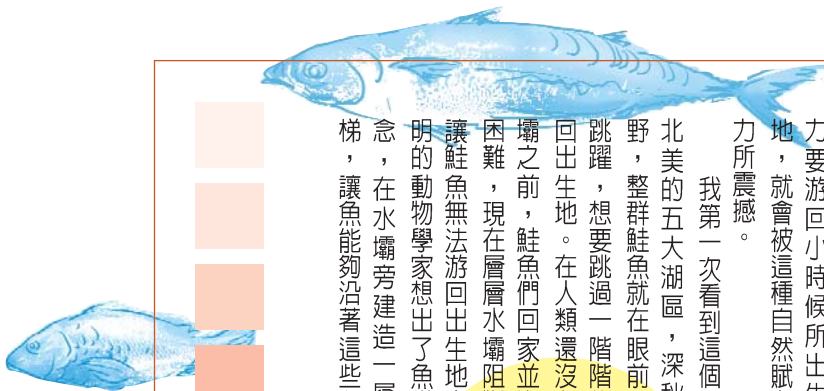 力要游回小時候所出生
地，就會被這種自然賦
力所震撼。
我第一次看到這個
北美的五大湖區，深秋
野，整群鮭魚就在眼前
跳躍，想要跳過一階階
回出生地。在人類還沒
壩之前，鮭魚們回家並
困難，現在層層水壩阻
讓鮭魚無法游回出生地
明的動物學家想出了魚
念，在水壩旁建造一層
梯，讓魚能夠沿著這些